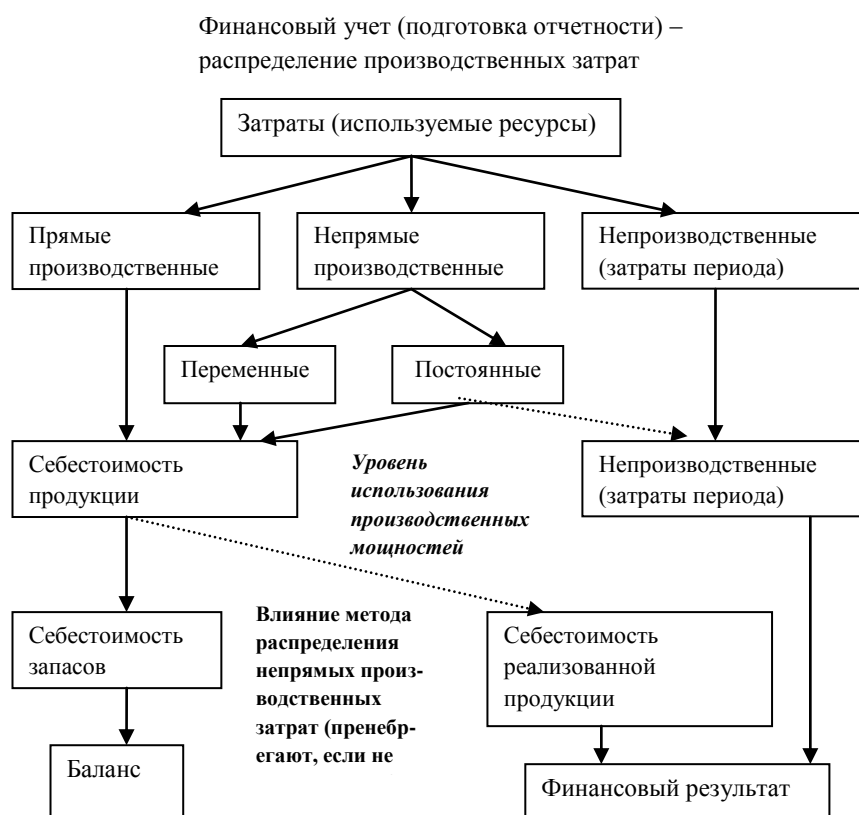 Финансовый учет (подготовка отчетности) –
распределение производственных затрат
Затраты (используемые ресурсы)
Прямые
производственные
Непрямые
производственные
Непроизводственные
(затраты периода)
Переменные
Постоянные
Себестоимость
продукции
Уровень
использования
производственных
мощностей
Непроизводственные
(затраты периода)
Себестоимость
запасов
Влияние метода
распределения
непрямых произ-
водственных
затрат (пренебр-
егают, если не
Себестоимость
реализованной
продукции
Баланс
Финансовый результат